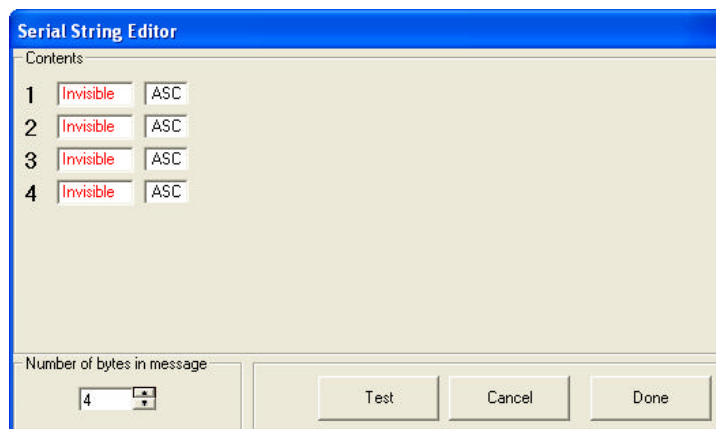 Serial String Editor
Contents
1 Invisible ASC
2 Invisible ASC
3 Invisible ASC
4 Invisible ASC
Number of bytes in message
4
Test Cancel Done